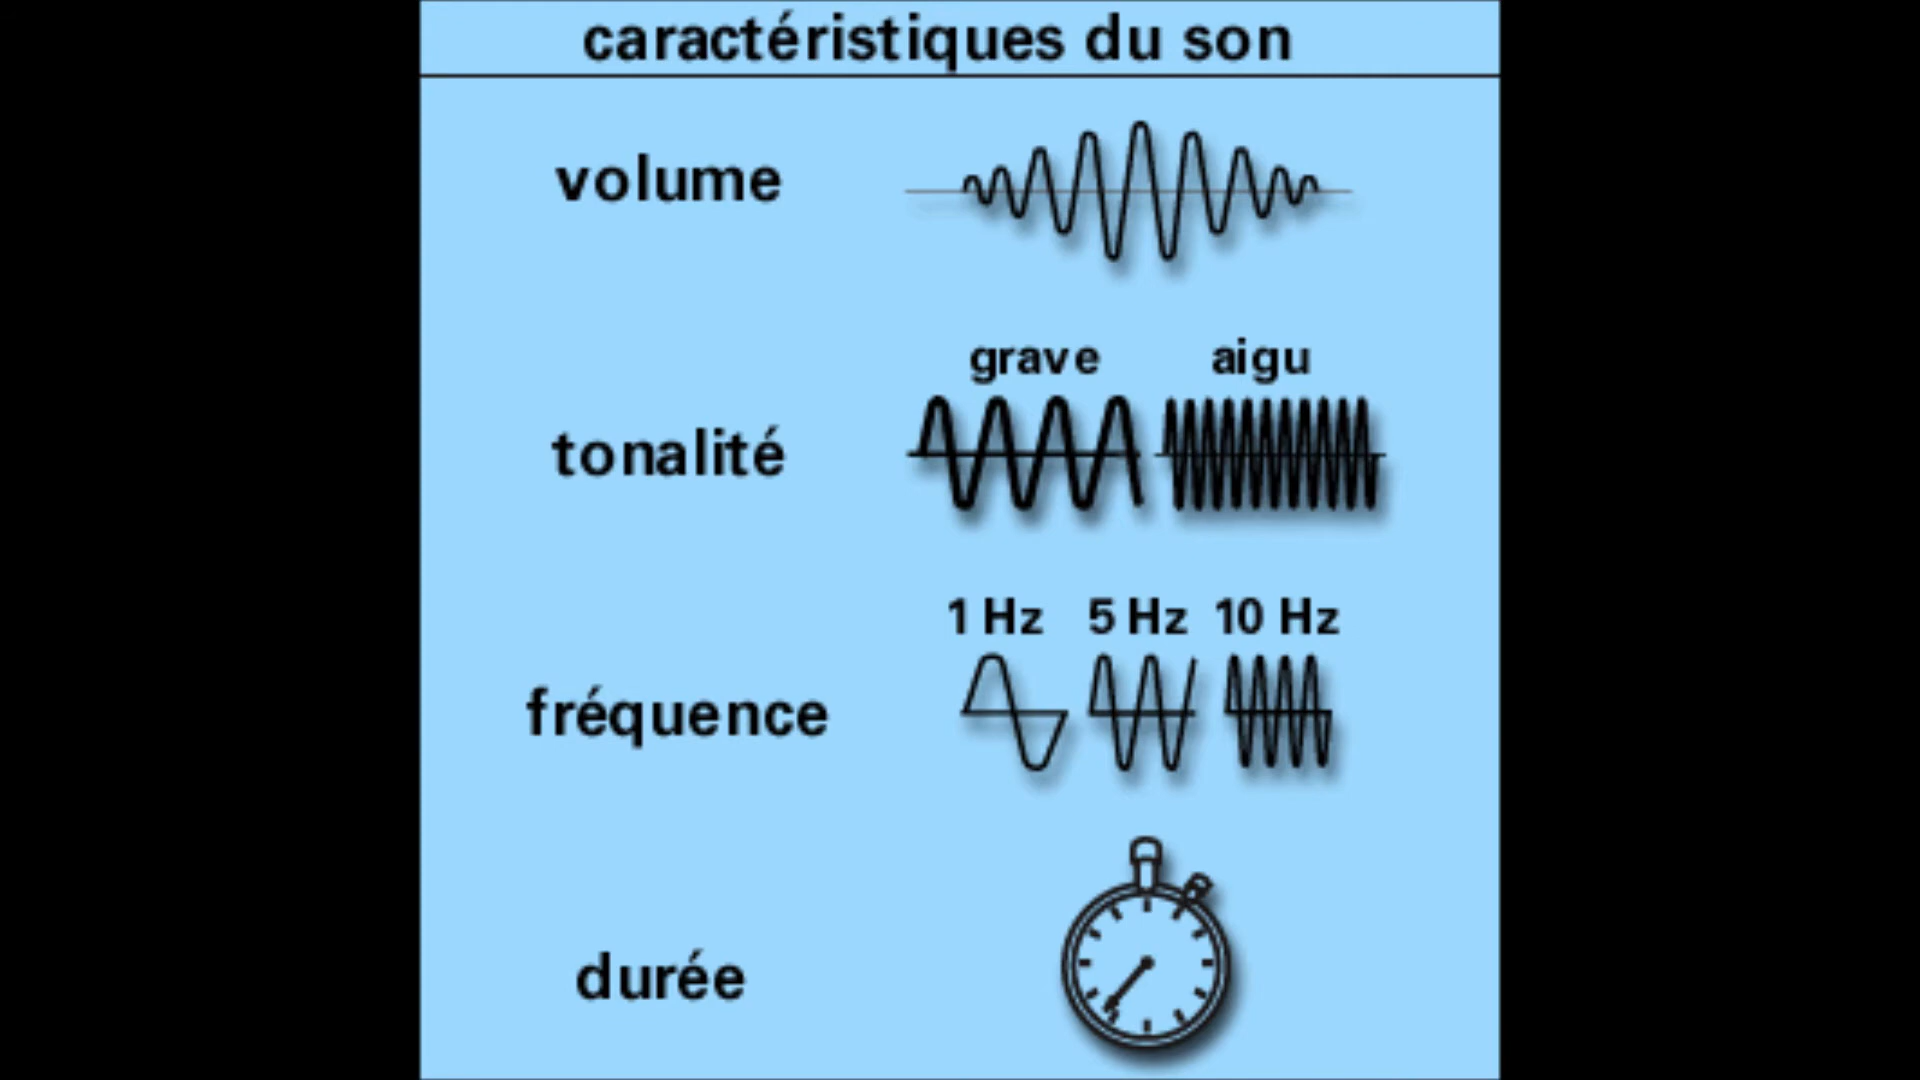 caractéristiques du son
volume
grave aigu
tonalité
1 Hz 5 Hz 10 Hz
fréquence
durée